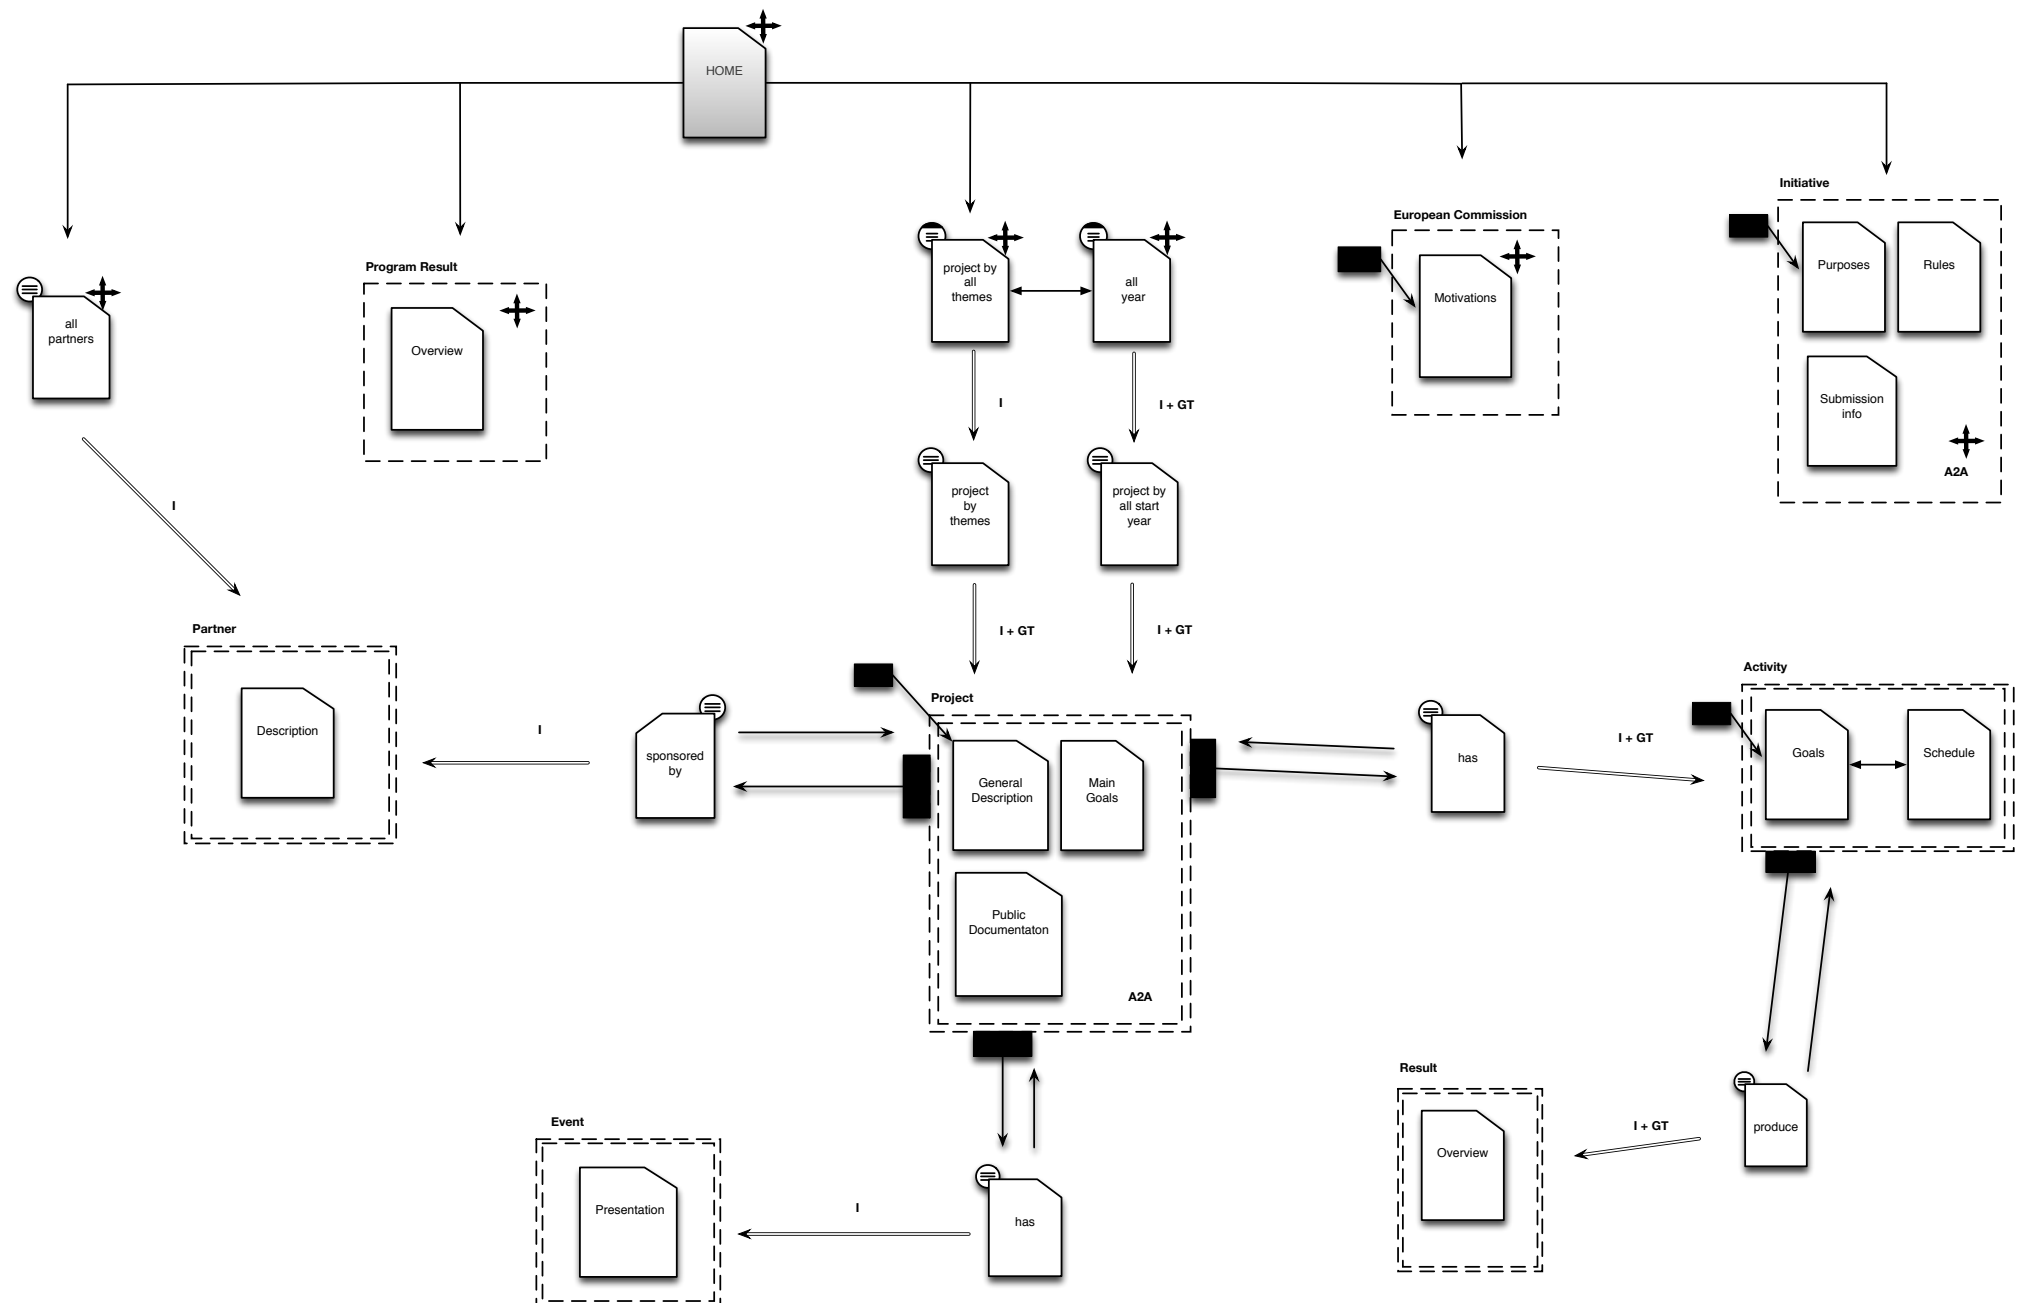 HOME
Initiative
European Commission
Program Result
Purposes
Rules
project by
all
themes
all
year
Motivations
all
partners
Overview
Submission
info
A2A
I
I + GT
I
project
by
themes
project by
all start
year
Partner
I + GT
I + GT
Activity
Project
Description
I
sponsored
by
General
Description
Main
Goals
has
I + GT
Goals
Schedule
Public
Documentaton
A2A
Result
Event
Overview
I + GT
produce
Presentation
I
has